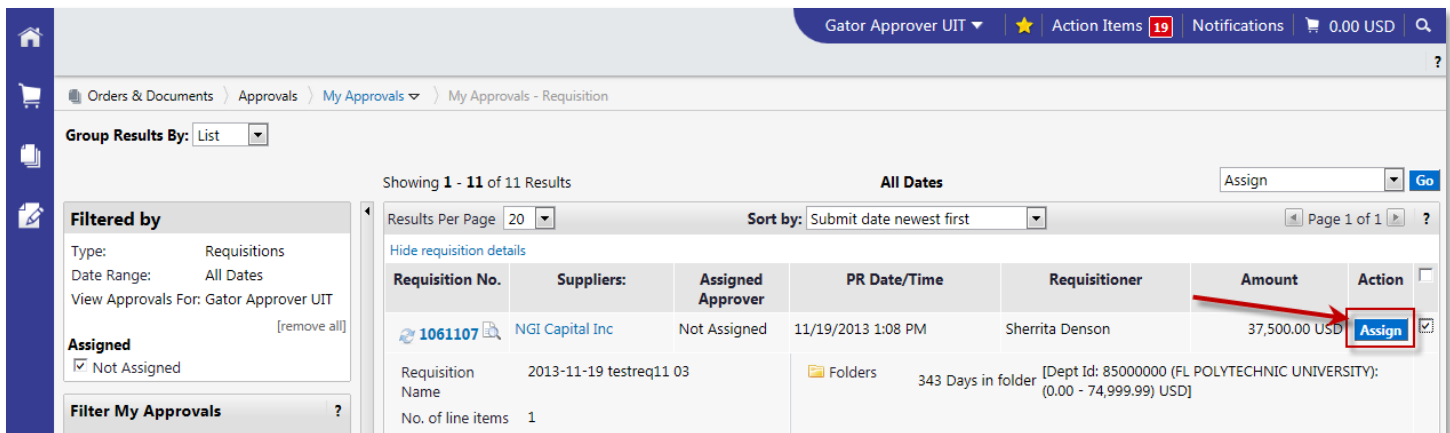 Gator Approver UIT Action Items 19 Notifications 0.00 USD
?
Orders & Documents Approvals My Approvals My Approvals - Requisition
Group Results By: List
Showing 1 - 11 of 11 Results All Dates Assign Go
Filtered by Results Per Page 20 Sort by: Submit date newest first Page 1 of 1 ?
Type: Requisitions Hide requisition details
Date Range: All Dates Requisition No. Suppliers: Assigned Approver PR Date/Time Requisitioner Amount Action
View Approvals For: Gator Approver UIT
[remove all] 1061107 NGI Capital Inc Not Assigned 11/19/2013 1:08 PM Sherrita Denson 37,500.00 USD Assign
Assigned
Not Assigned Requisition Name 2013-11-19 testreq11 03 Folders 343 Days in folder [Dept Id: 85000000 (FL POLYTECHNIC UNIVERSITY):
(0.00 - 74,999.99) USD]
Filter My Approvals ? No. of line items 1